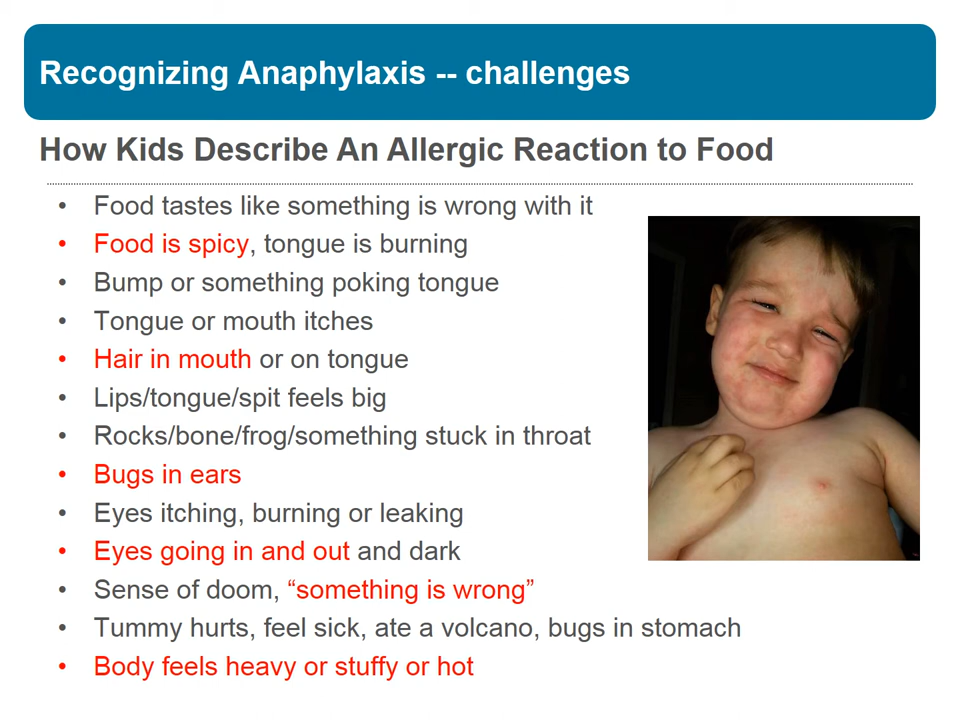 Recognizing Anaphylaxis -- challenges
How Kids Describe An Allergic Reaction to Food
• Food tastes like something is wrong with it
• Food is spicy, tongue is burning
• Bump or something poking tongue
• Tongue or mouth itches
• Hair in mouth or on tongue
• Lips/tongue/spit feels big
• Rocks/bone/frog/something stuck in throat
• Bugs in ears
• Eyes itching, burning or leaking
• Eyes going in and out and dark
• Sense of doom, “something is wrong”
• Tummy hurts, feel sick, ate a volcano, bugs in stomach
• Body feels heavy or stuffy or hot